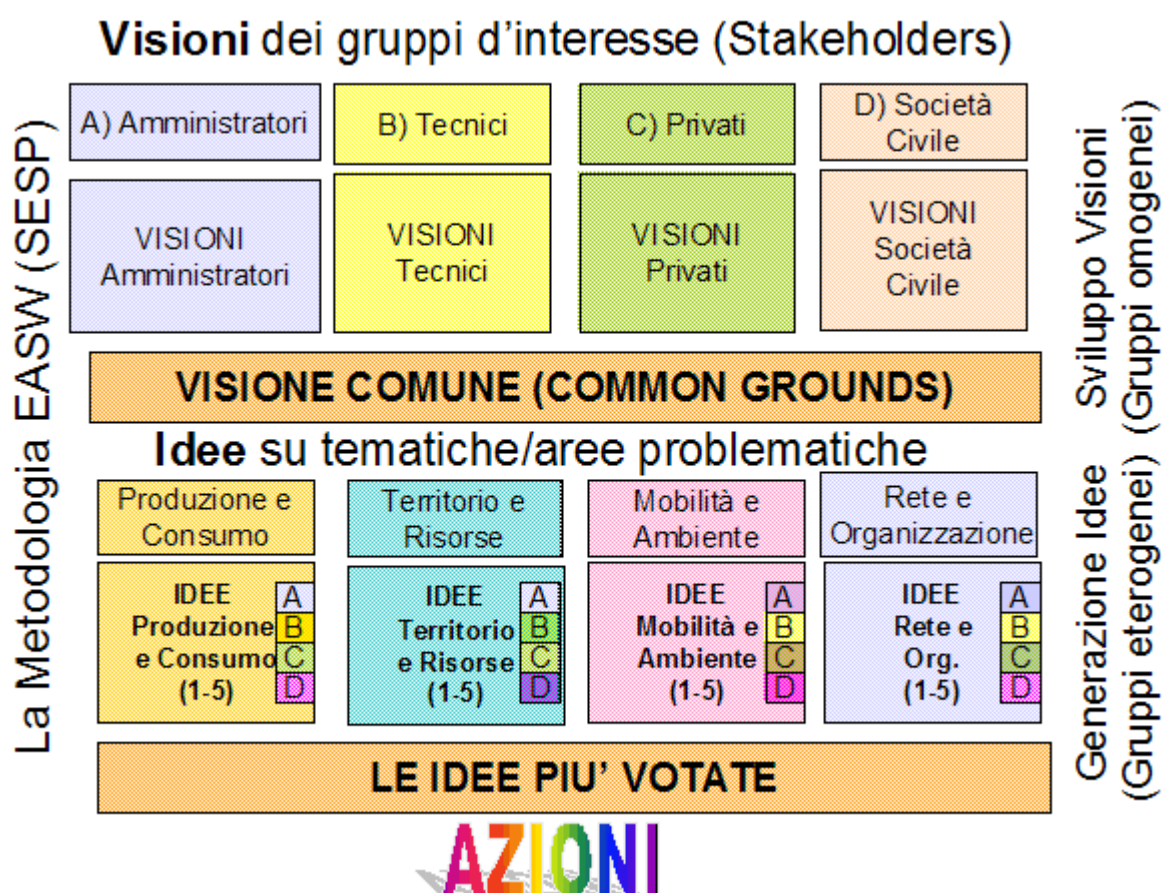 Visioni dei gruppi d'interesse (Stakeholders)
La Metodologia EASW (SESP)
A) Amministratori
B) Tecnici
C) Privati
D) Società
Civile
VISIONI
Amministratori
VISIONI
Tecnici
VISIONI
Privati
VISIONI
Società
Civile
Sviluppo Visioni
(Gruppi omogenei)
VISIONE COMUNE (COMMON GROUNDS)
Idee su tematiche/aree problematiche
Produzione e
Consumo
Territorio e
Risorse
Mobilità e
Ambiente
Rete e
Organizzazione
IDEE
Produzione
e Consumo
(1-5)
A
B
C
D
IDEE
Territorio
e Risorse
(1-5)
A
B
C
D
IDEE
Mobilità e
Ambiente
(1-5)
A
B
C
D
IDEE
Rete e
Org.
(1-5)
A
B
C
D
Generazione Idee
(Gruppi eterogenei)
LE IDEE PIU' VOTATE
AZIONI